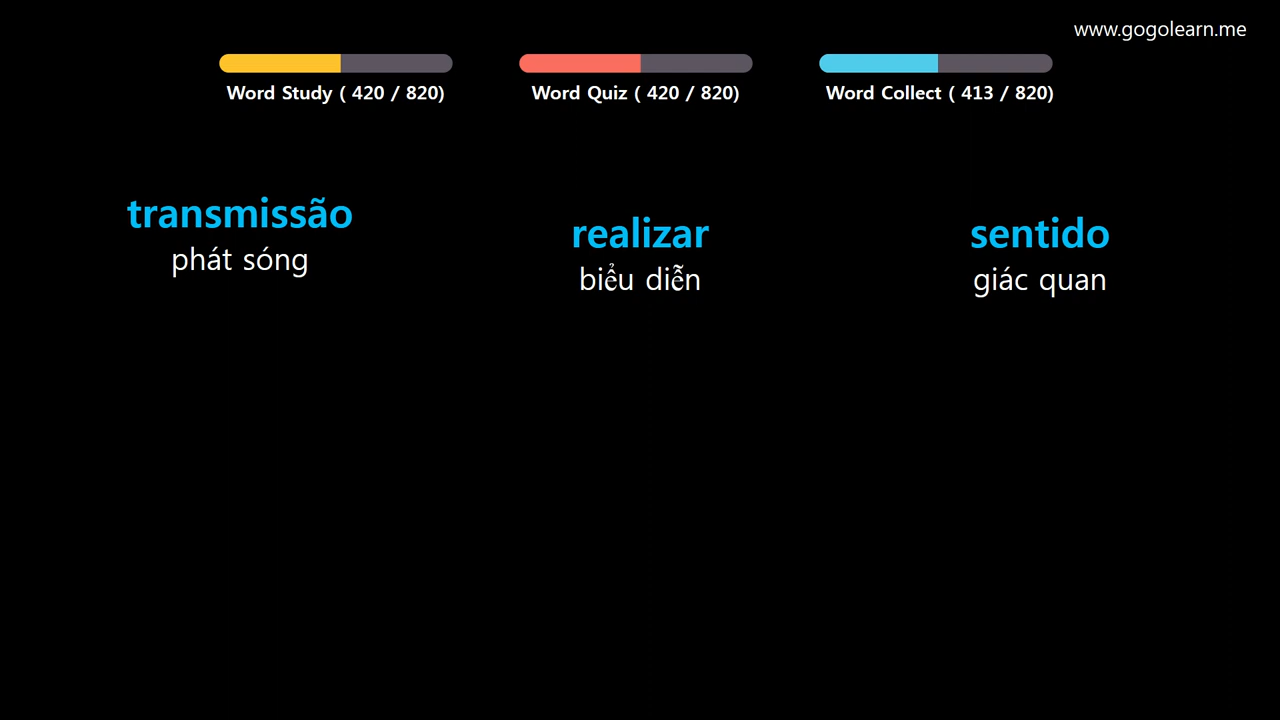 www.gogolearn.me
Word Study ( 420 / 820)
Word Quiz ( 420 / 820)
Word Collect ( 413 / 820)
transmissão
phát sóng
realizar
biểu diễn
sentido
giác quan